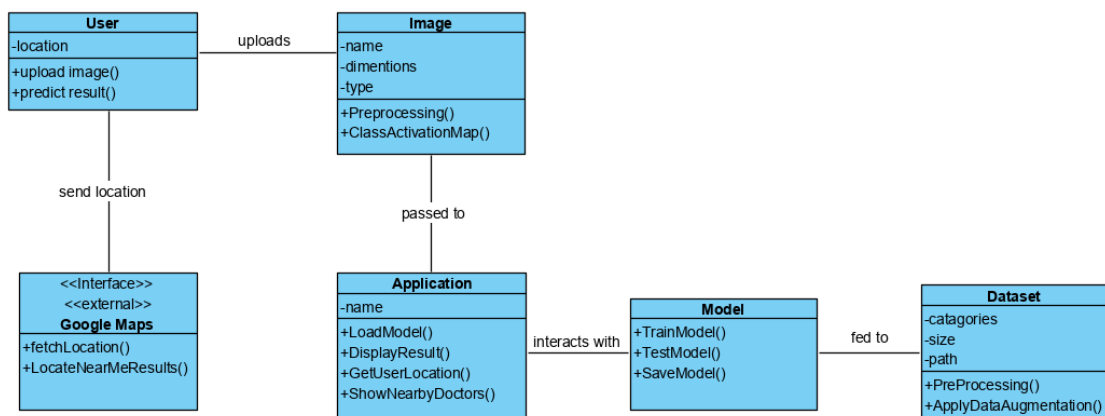 User
-location
+upload image()
+predict result()
uploads
Image
-name
-dimentions
-type
+Preprocessing()
+ClassActivationMap()
send location
passed to
<<Interface>>
<<external>>
Google Maps
+fetchLocation()
+LocateNearMeResults()
Application
-name
+LoadModel()
+DisplayResult()
+GetUserLocation()
+ShowNearbyDoctors()
interacts with
Model
+TrainModel()
+TestModel()
+SaveModel()
fed to
Dataset
-catagories
-size
-path
+PreProcessing()
+ApplyDataAugmentation()